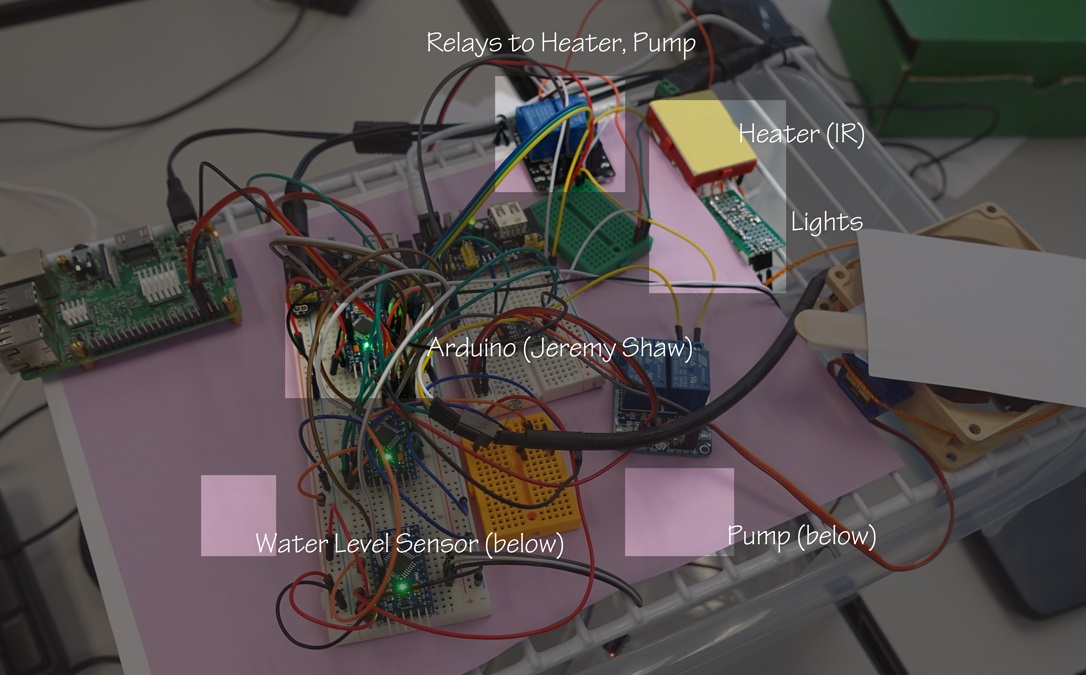 Relays to Heater, Pump
Heater (IR)
Lights
Arduino (Jeremy Shaw)
Water Level Sensor (below)
Pump (below)